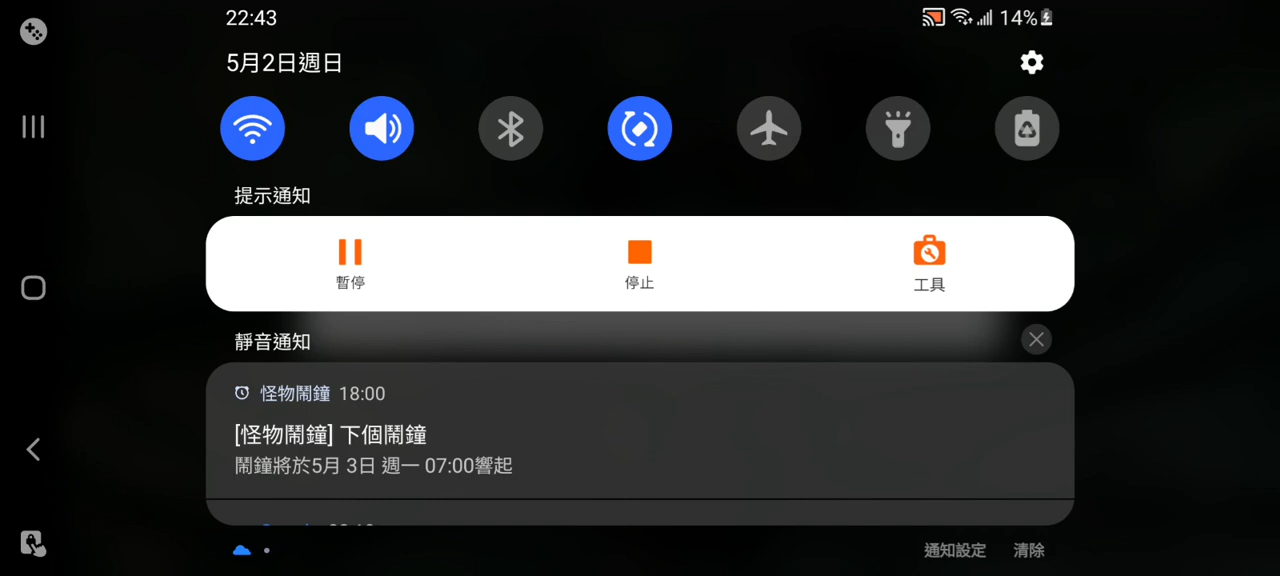 22:43
14%
5月2日週日
提示通知
暫停
停止
工具
靜音通知
怪物鬧鐘 18:00
[怪物鬧鐘] 下個鬧鐘
鬧鐘將於5月 3日 週一 07:00響起
通知設定
清除